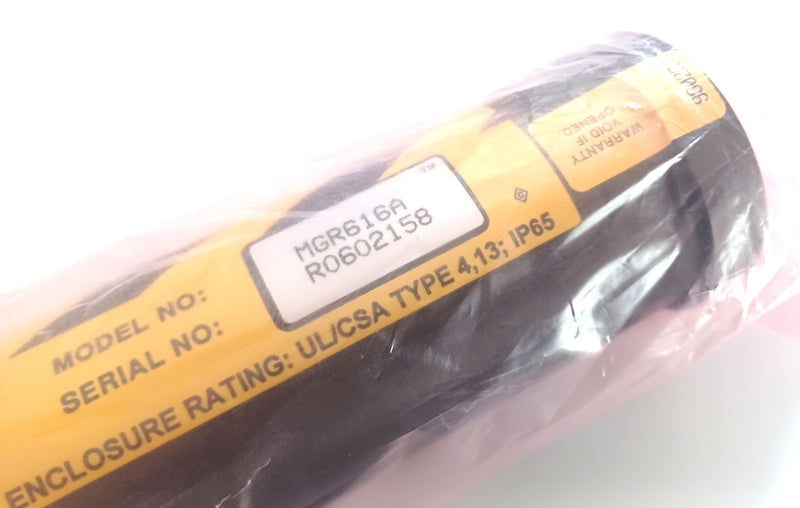 MODEL NO: MGR616A
SERIAL NO: R0602158
ENCLOSURE RATING: UL/CSA TYPE 4,13; IP65
WARRANTY
VOID IF
OPENED